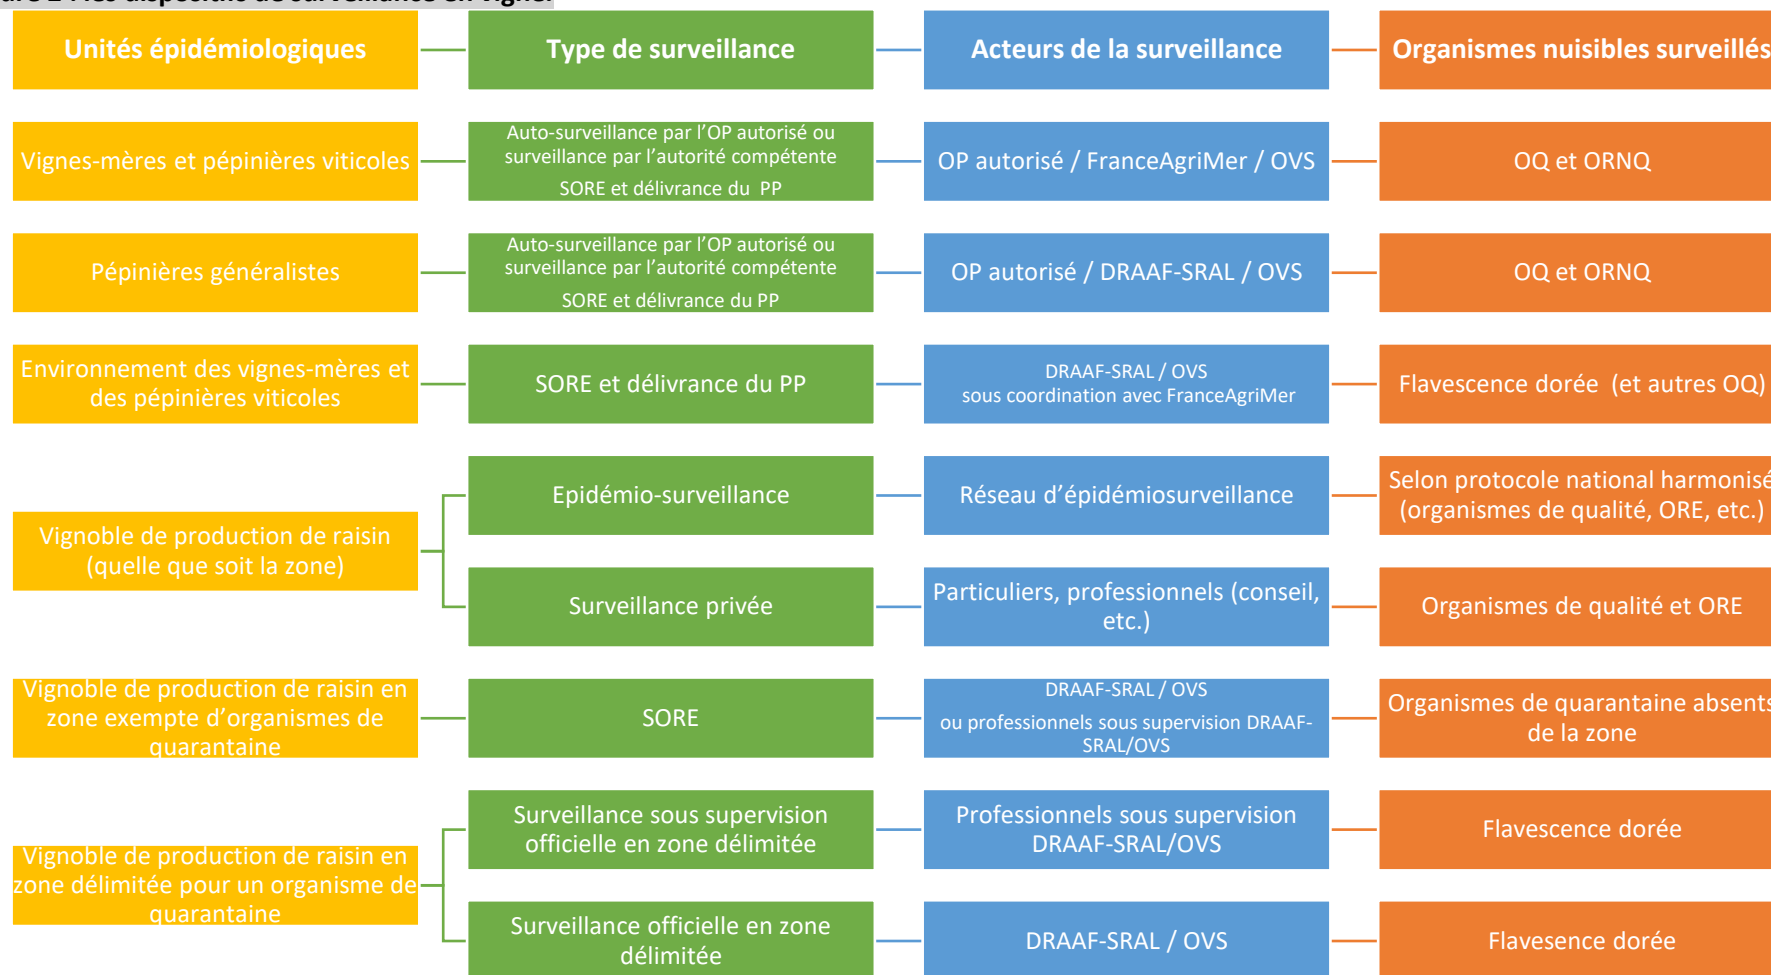 les dispositifs de surveillance en vigne.
Unités épidémiologiques
Type de surveillance
Acteurs de la surveillance
Organismes nuisibles surveillés
Vignes-mères et pépinières viticoles
Auto-surveillance par l’OP autorisé ou
surveillance par l’autorité compétente
SORE et délivrance du PP
OP autorisé / FranceAgriMer / OVS
OQ et ORNQ
Pépinières généralistes
Auto-surveillance par l’OP autorisé ou
surveillance par l’autorité compétente
SORE et délivrance du PP
OP autorisé / DRAAF-SRAL / OVS
OQ et ORNQ
Environnement des vignes-mères et
des pépinières viticoles
SORE et délivrance du PP
DRAAF-SRAL / OVS
sous coordination avec FranceAgriMer
Flavescence dorée (et autres OQ)
Vignoble de production de raisin
(quelle que soit la zone)
Epidémio-surveillance
Réseau d’épidémiosurveillance
Selon protocole national harmonisé
(organismes de qualité, ORE, etc.)
Surveillance privée
Particuliers, professionnels (conseil,
etc.)
Organismes de qualité et ORE
Vignoble de production de raisin en
zone exempte d’organismes de
quarantaine
SORE
DRAAF-SRAL / OVS
ou professionnels sous supervision DRAAF-
SRAL/OVS
Organismes de quarantaine absents
de la zone
Vignoble de production de raisin en
zone délimitée pour un organisme de
quarantaine
Surveillance sous supervision
officielle en zone délimitée
Professionnels sous supervision
DRAAF-SRAL/OVS
Flavescence dorée
Surveillance officielle en zone
délimitée
DRAAF-SRAL / OVS
Flavesence dorée